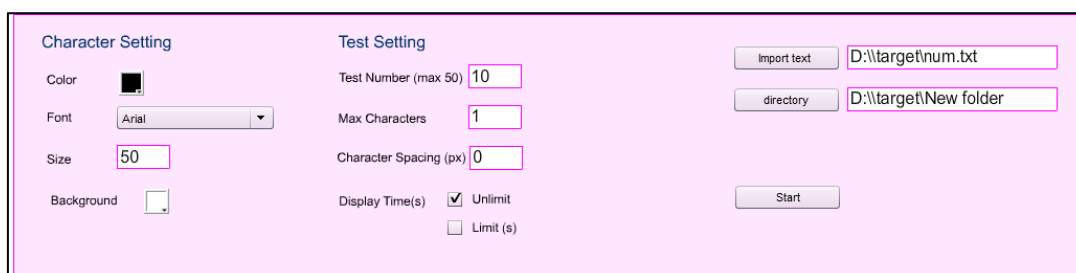 Character Setting
Color
Font
Arial
Size
50
Background
Test Setting
Test Number (max 50)
10
Max Characters
1
Character Spacing (px)
0
Display Time(s)
Unlimit
Limit (s)
Import text
D:\\target\num.txt
directory
D:\\target\New folder
Start